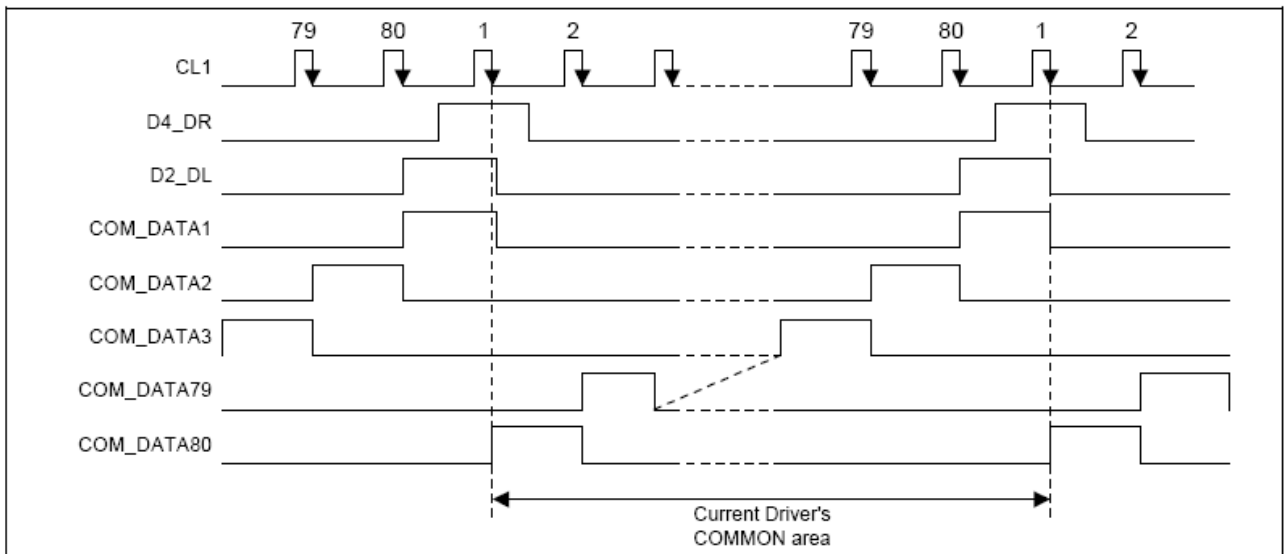 79 80 1 2 79 80 1 2
CL1
D4_DR
D2_DL
COM_DATA1
COM_DATA2
COM_DATA3
COM_DATA79
COM_DATA80
Current Driver's
COMMON area